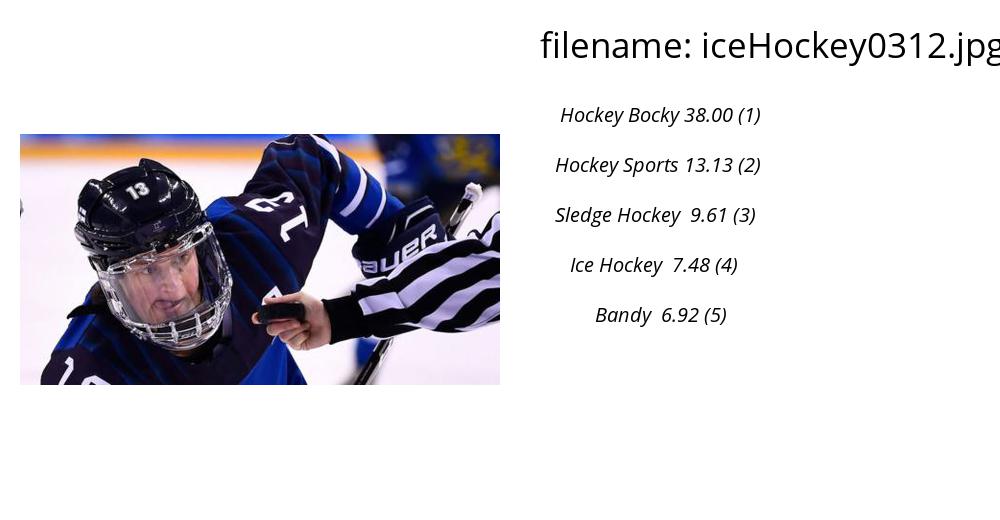 filename: iceHockey0312.jpg
Hockey Bocky 38.00 (1)
Hockey Sports 13.13 (2)
Sledge Hockey 9.61 (3)
Ice Hockey 7.48 (4)
Bandy 6.92 (5)
13
13
AUER